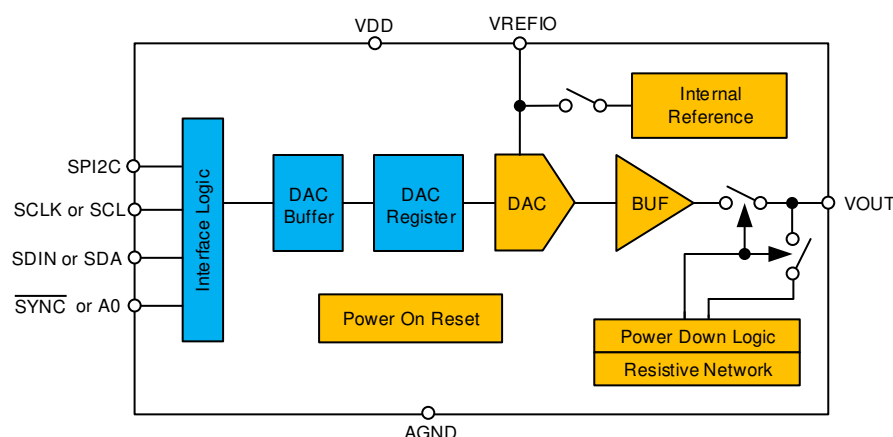 VDD
VREFIO
Internal
Reference
SPI2C
SCLK or SCL
SDIN or SDA
SYNC or A0
Interface Logic
DAC
Buffer
DAC
Register
DAC
BUF
VOUT
Power On Reset
Power Down Logic
Resistive Network
AGND